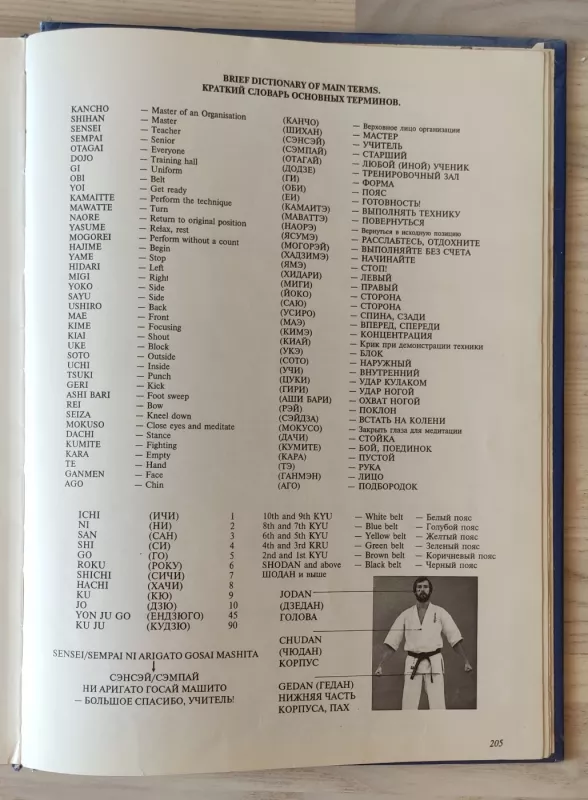 BRIEF DICTIONARY OF MAIN TERMS.
КРАТКИЙ СЛОВАРЬ ОСНОВНЫХ ТЕРМИНОВ.
KANCHO — Master of an Organisation (КАНЧО) — Верховное лицо организации
SHIHAN — Master (ШИХАН) — МАСТЕР
SENSEI — Teacher (СЭНСЭЙ) — УЧИТЕЛЬ
SEMPAI — Senior (СЭМПАЙ) — СТАРШИЙ
OTAGAI — Everyone (ОТАГАЙ) — ЛЮБОЙ (ИНОЙ) УЧЕНИК
DOJO — Training hall (ДОДЗЕ) — ТРЕНИРОВОЧНЫЙ ЗАЛ
GI — Uniform (ГИ) — ФОРМА
OBI — Belt (ОБИ) — ПОЯС
YOI — Get ready (ЕИ) — ГОТОВНОСТЬ!
KAMAITTE — Perform the technique (КАМАИТЭ) — ВЫПОЛНЯТЬ ТЕХНИКУ
MAWATTE — Turn (МАВАТТЭ) — ПОВЕРНУТЬСЯ
NAORE — Return to original position (НАОРЭ) — Вернуться в исходную позицию
YASUME — Relax, rest (ЯСУМЭ) — РАССЛАБЬТЕСЬ, ОТДОХНИТЕ
MOGOREI — Perform without a count (МОГОРЭЙ) — ВЫПОЛНЯЙТЕ БЕЗ СЧЕТА
HAJIME — Begin (ХАДЗИМЭ) — НАЧИНАЙТЕ
YAME — Stop (ЯМЭ) — СТОП!
HIDARI — Left (ХИДАРИ) — ЛЕВЫЙ
MIGI — Right (МИГИ) — ПРАВЫЙ
YOKO — Side (ЙОКО) — СТОРОНА
SAYU — Side (САЮ) — СТОРОНА
USHIRO — Back (УСИРО) — СПИНА, СЗАДИ
MAE — Front (МАЭ) — ВПЕРЕД, СПЕРЕДИ
KIME — Focusing (КИМЭ) — КОНЦЕНТРАЦИЯ
KIAI — Shout (КИАЙ) — Крик при демонстрации техники
UKE — Block (УКЭ) — БЛОК
SOTO — Outside (СОТО) — НАРУЖНЫЙ
UCHI — Inside (УЧИ) — ВНУТРЕННИЙ
TSUKI — Punch (ЦУКИ) — УДАР КУЛАКОМ
GERI — Kick (ГИРИ) — УДАР НОГОЙ
ASHI BARI — Foot sweep (АШИ БАРИ) — ОХВАТ НОГОЙ
REI — Bow (РЭЙ) — ПОКЛОН
SEIZA — Kneel down (СЭЙДЗА) — ВСТАТЬ НА КОЛЕНИ
MOKUSO — Close eyes and meditate (МОКУСО) — Закрыть глаза для медитации
DACHI — Stance (ДАЧИ) — СТОЙКА
KUMITE — Fighting (КУМИТЕ) — БОЙ, ПОЕДИНОК
KARA — Empty (КАРА) — ПУСТОЙ
TE — Hand (ТЭ) — РУКА
GANMEN — Face (ГАНМЭН) — ЛИЦО
AGO — Chin (АГО) — ПОДБОРОДОК
ICHI (ИЧИ) 1 10th and 9th KYU — White belt — Белый пояс
NI (НИ) 2 8th and 7th KYU — Blue belt — Голубой пояс
SAN (САН) 3 6th and 5th KYU — Yellow belt — Желтый пояс
SHI (СИ) 4 4th and 3rd KRU — Green belt — Зеленый пояс
GO (ГО) 5 2nd and 1st KYU — Brown belt — Коричневый пояс
ROKU (РОКУ) 6 SHODAN and above — Black belt — Черный пояс
SHICHI (СИЧИ) 7 ШОДАН и выше
HACHI (ХАЧИ) 8
KU (КЮ) 9
JO (ДЗЮ) 10
YON JU GO (ЕНДЗЮГО) 45
KU JU (КУДЗЮ) 90
JODAN
(ДЗЕДАН)
ГОЛОВА
CHUDAN
(ЧЮДАН)
КОРПУС
GEDAN (ГЕДАН)
НИЖНЯЯ ЧАСТЬ
КОРПУСА, ПАХ
SENSEI/SEMPAI NI ARIGATO GOSAI MASHITA
СЭНСЭЙ/СЭМПАЙ
НИ АРИГАТО ГОСАЙ МАШИТО
— БОЛЬШОЕ СПАСИБО, УЧИТЕЛЬ!
205